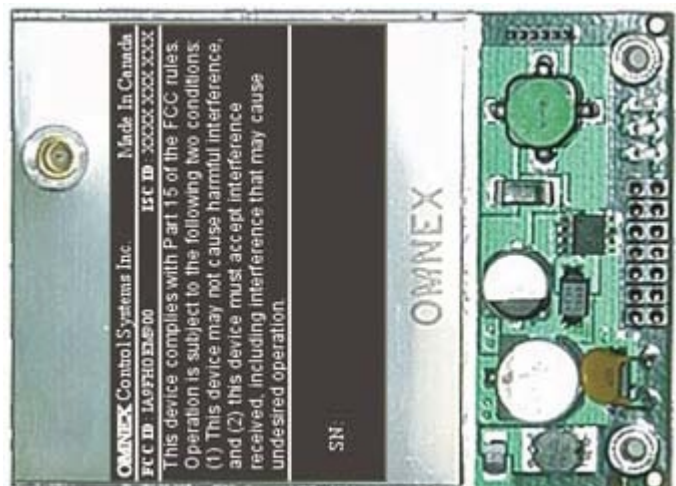 OMNEX Control Systems Inc. Made In Canada
FCC ID: IA9FHOEM900 ISC ID: XXXX XXX XXX
This device complies with Part 15 of the FCC rules.
Operation is subject to the following two conditions:
(1) This device may not cause harmful interference,
and (2) this device must accept interference
received, including interference that may cause
undesired operation.
SN:
OMNEX